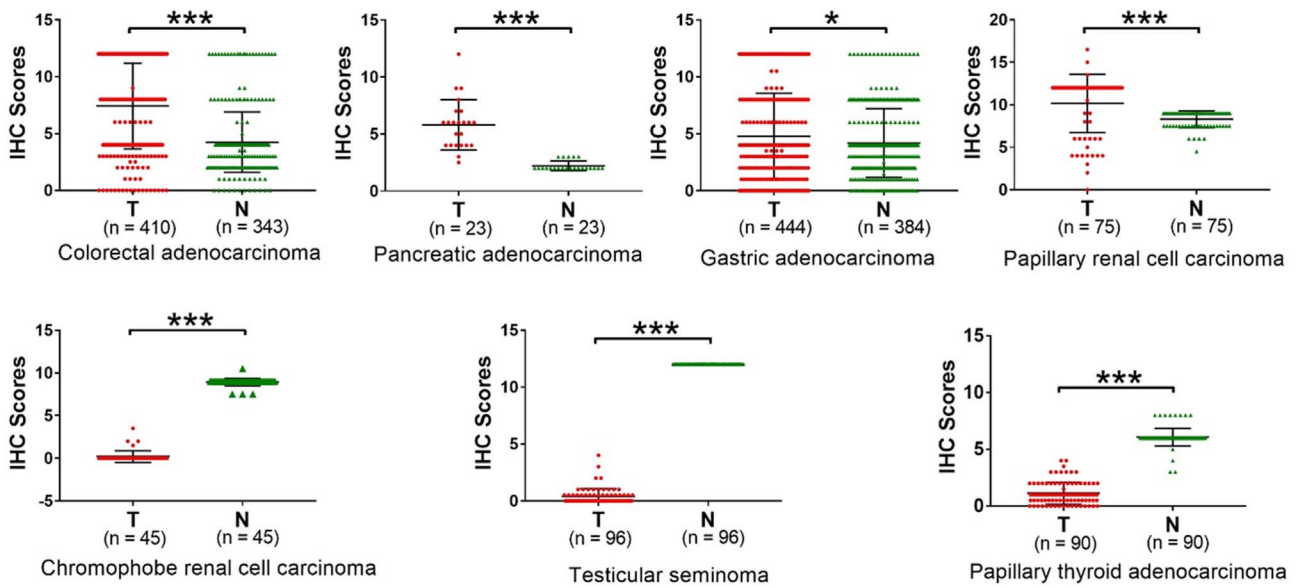 15
10
5
0
IHC Scores
***
T
N
(n = 410)
(n = 343)
Colorectal adenocarcinoma
15
10
5
0
IHC Scores
***
T
N
(n = 23)
(n = 23)
Pancreatic adenocarcinoma
15
10
5
0
IHC Scores
*
T
N
(n = 444)
(n = 384)
Gastric adenocarcinoma
20
15
10
5
0
IHC Scores
***
T
N
(n = 75)
(n = 75)
Papillary renal cell carcinoma
15
10
5
0
-5
IHC Scores
***
T
N
(n = 45)
(n = 45)
Chromophobe renal cell carcinoma
15
10
5
0
IHC Scores
***
T
N
(n = 96)
(n = 96)
Testicular seminoma
15
10
5
0
IHC Scores
***
T
N
(n = 90)
(n = 90)
Papillary thyroid adenocarcinoma